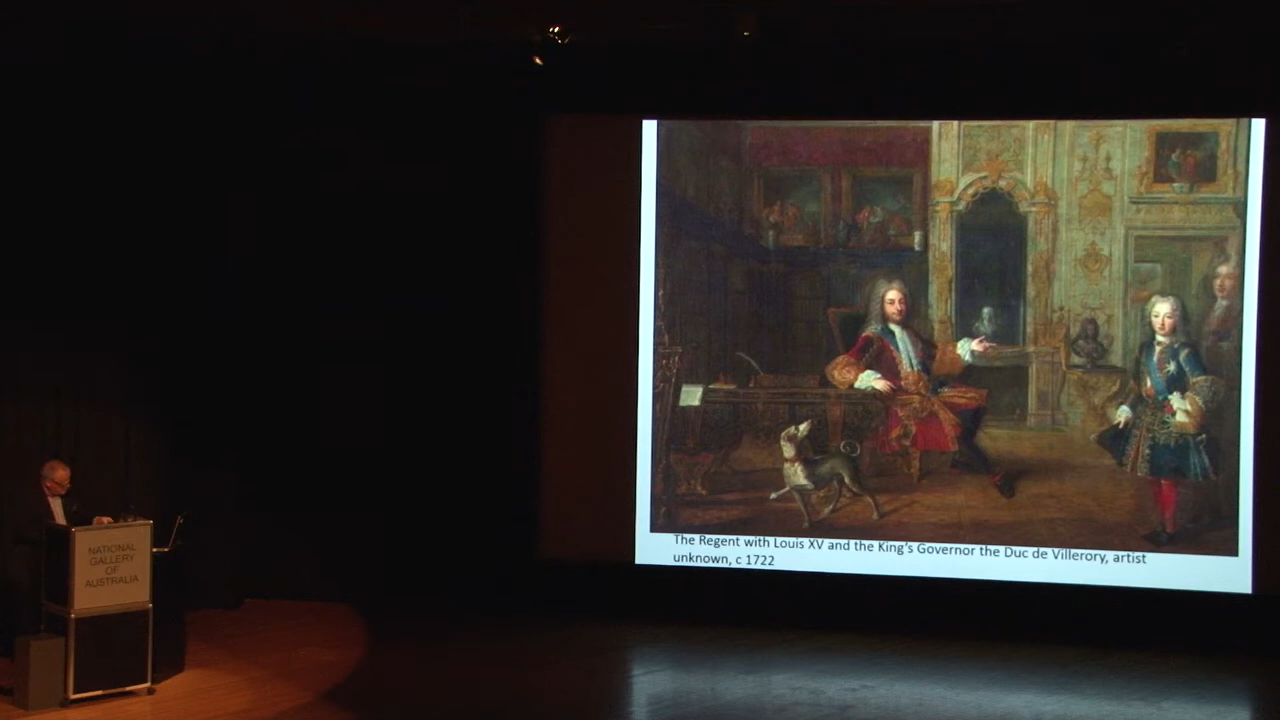 NATIONAL
GALLERY
OF
AUSTRALIA
The Regent with Louis XV and the King's Governor the Duc de Villerory, artist
unknown, c 1722